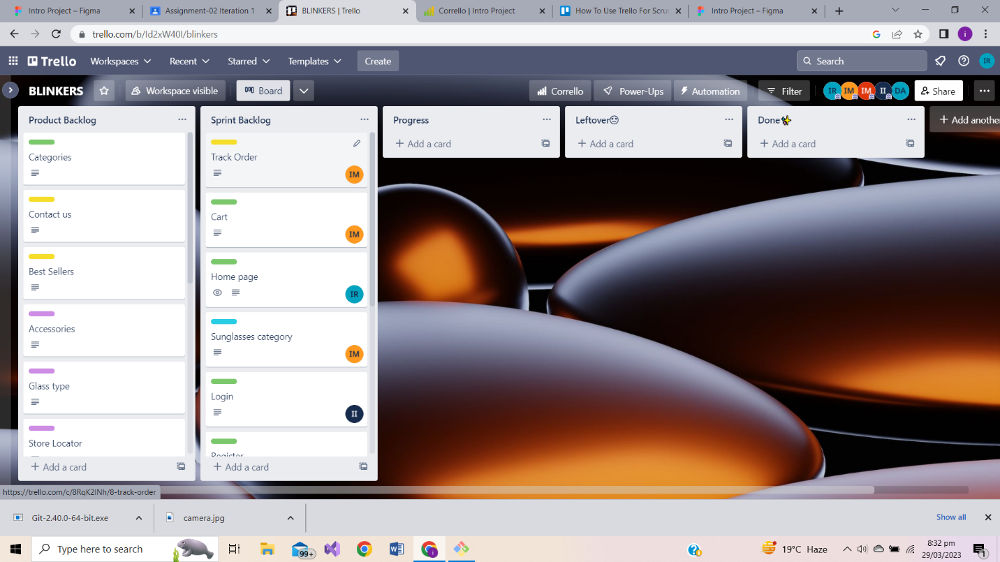 Intro Project – Figma
Assignment-02 Iteration 1
BLINKERS | Trello
Corrello | Intro Project
How To Use Trello For Scru
Intro Project – Figma
trello.com/b/Id2xW40I/blinkers
i
Trello
Workspaces
Recent
Starred
Templates
Create
Search
IR
BLINKERS
Workspace visible
Board
Corrello
Power-Ups
Automation
Filter
IR
IM
IM
II
DA
Share
Product Backlog
Categories
Contact us
Best Sellers
Accessories
Glass type
Store Locator
+ Add a card
Sprint Backlog
Track Order
IM
Cart
IM
Home page
IR
Sunglasses category
IM
Login
II
Register
+ Add a card
Progress
+ Add a card
Leftover😓
+ Add a card
Done✨
+ Add a card
+ Add another
https://trello.com/c/8RqK2INh/8-track-order
Git-2.40.0-64-bit.exe
camera.jpg
Show all
Type here to search
99+
19°C Haze
8:32 pm
29/03/2023
1